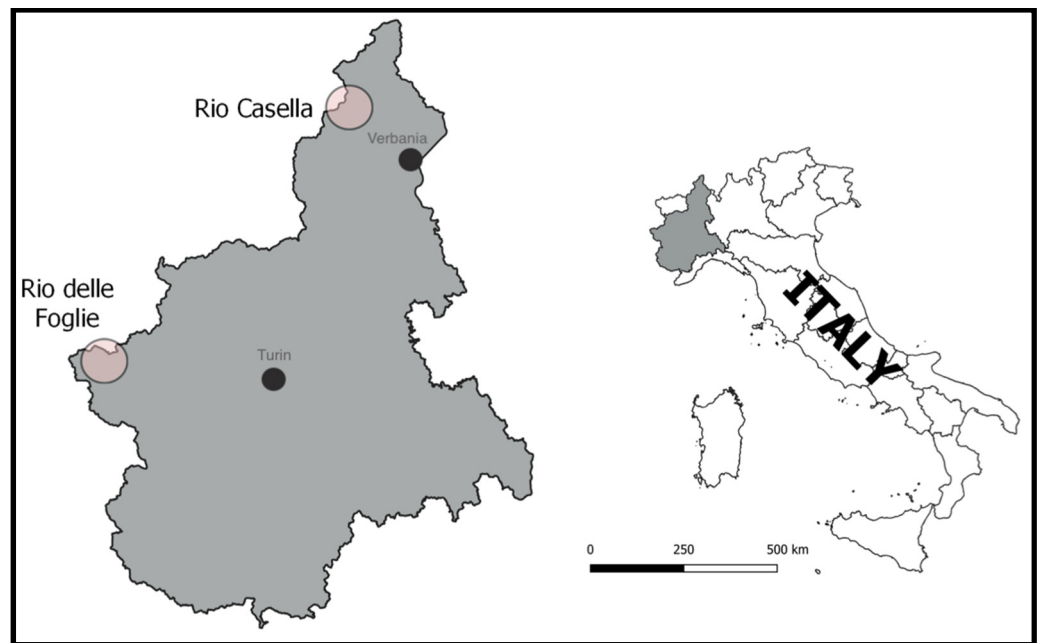 Rio Casella
Verbania
Rio delle
Foglie
Turin
ITALY
0 250 500 km